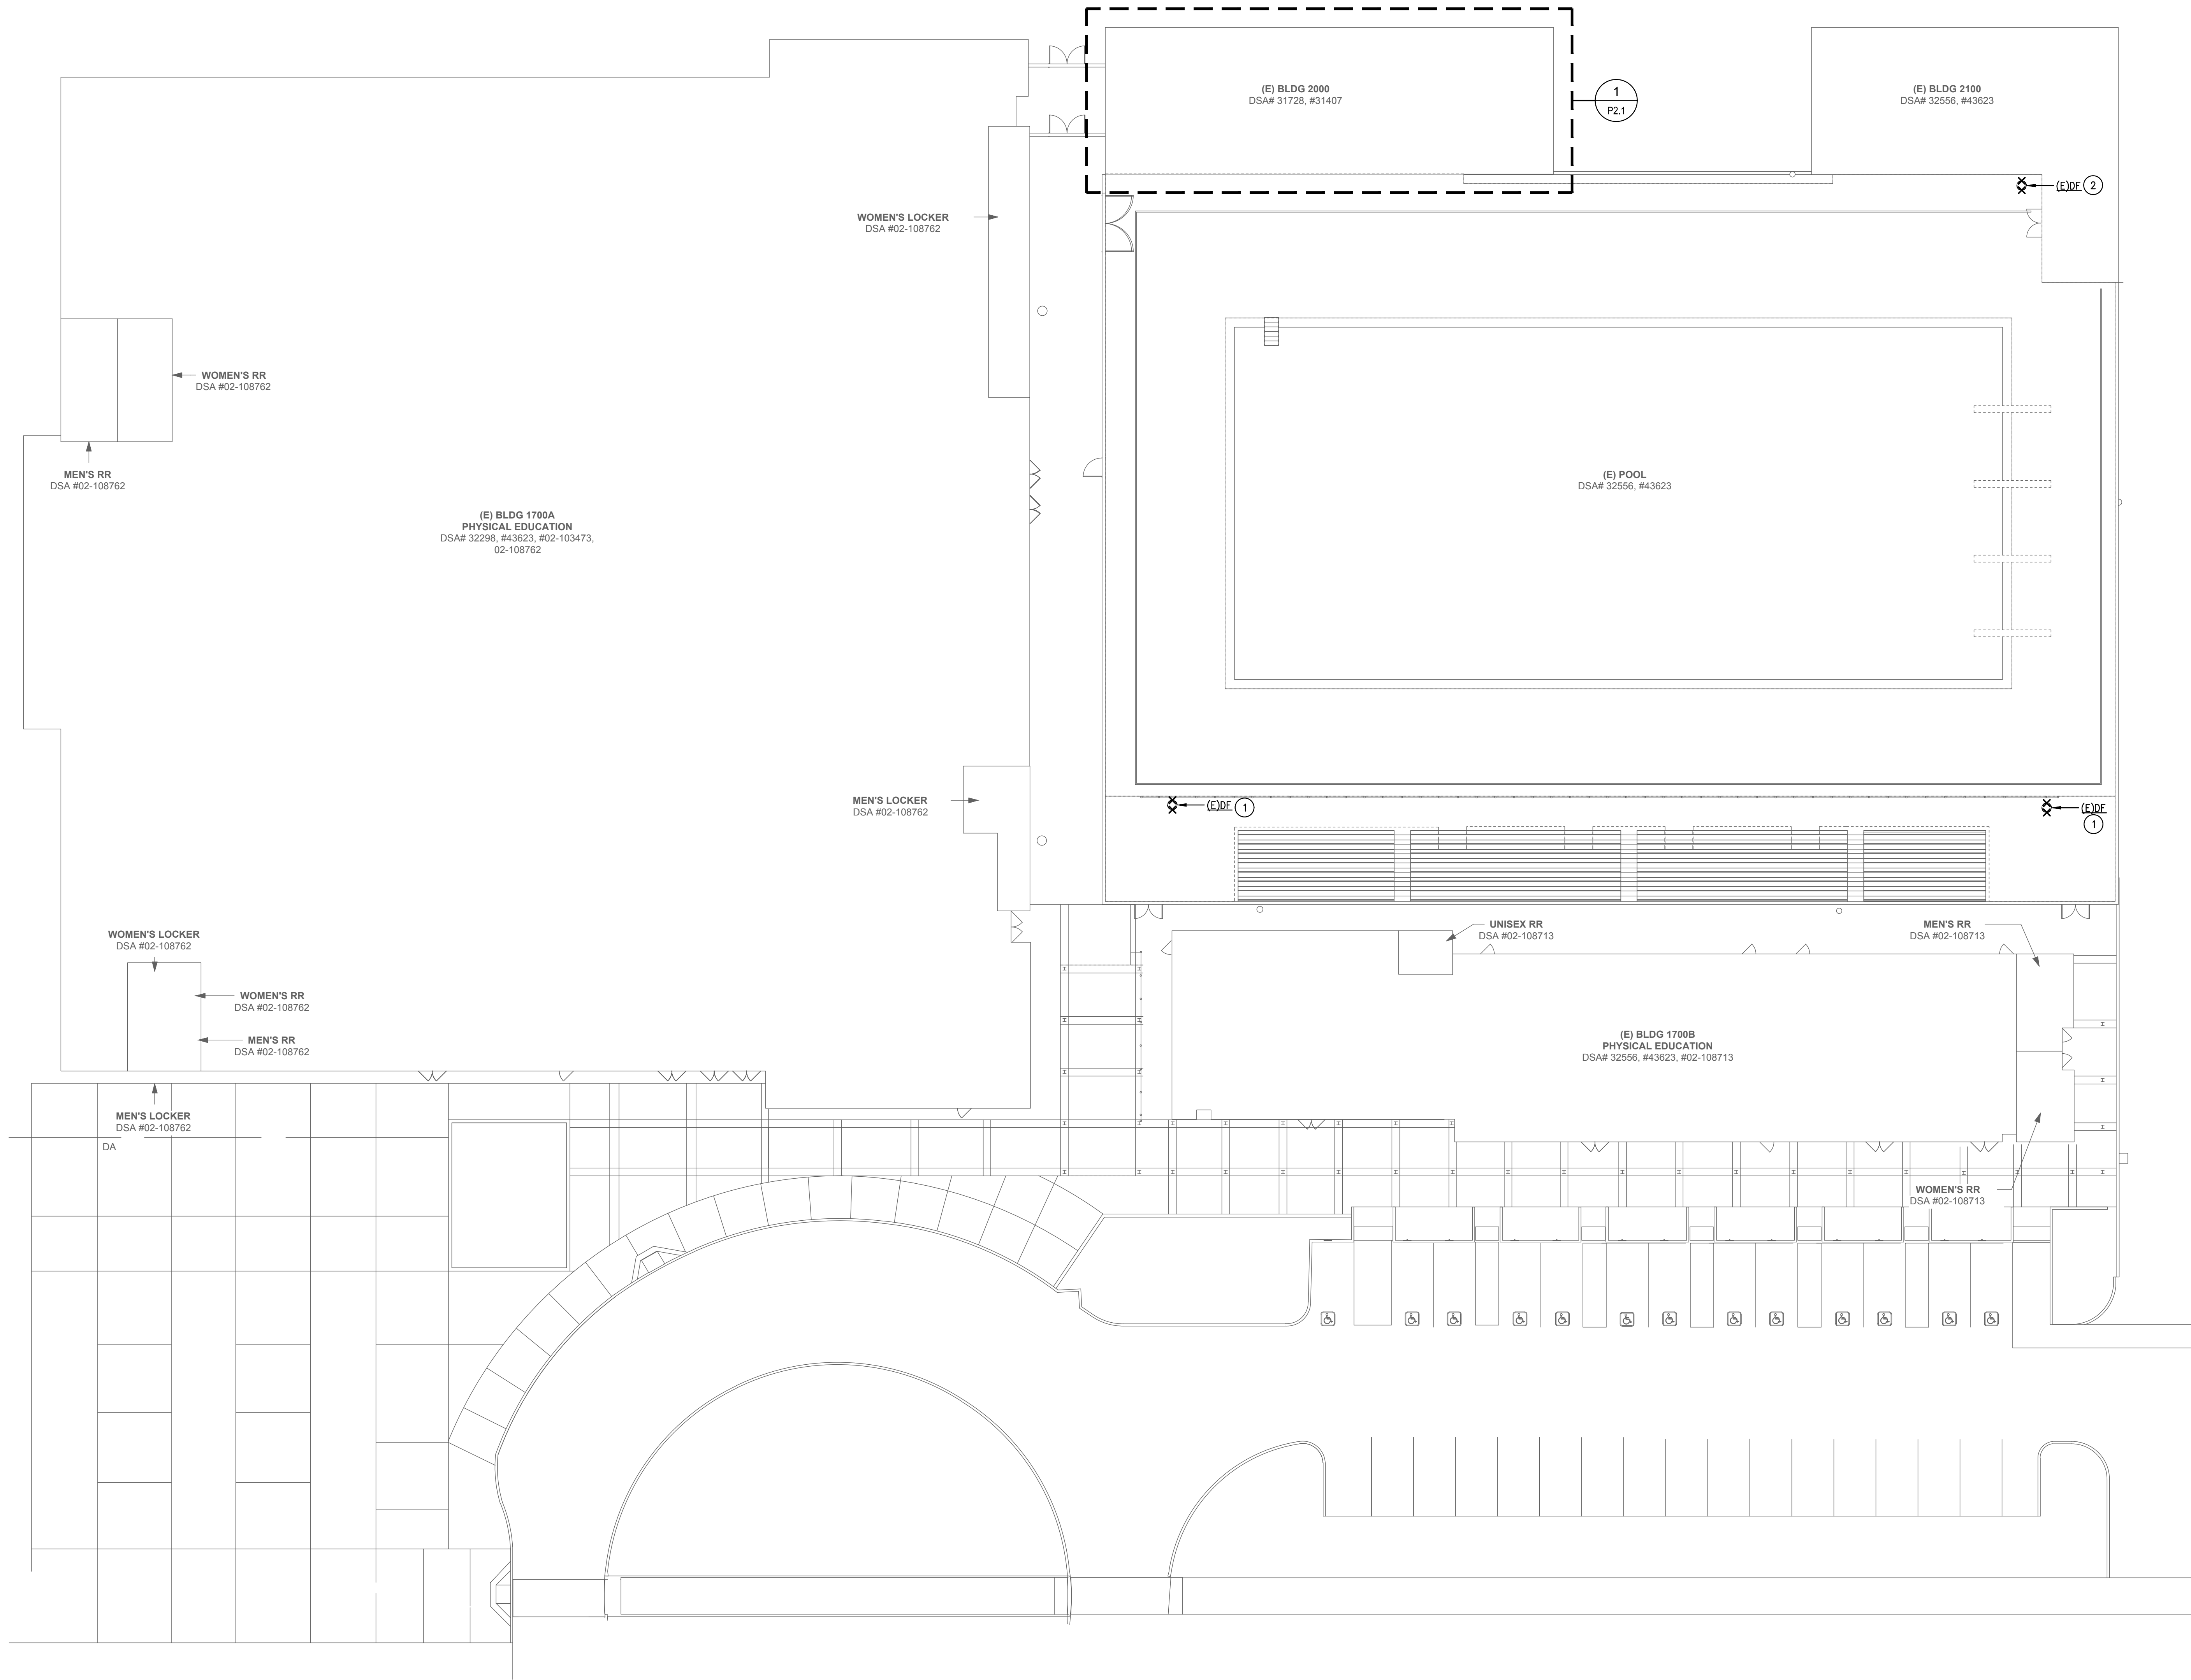 (E) BLDG 2000
DSA# 31728, #31407
1
P2.1
(E) BLDG 2100
DSA# 32556, #43623
(E)DF 2
WOMEN'S LOCKER
DSA #02-108762
WOMEN'S RR
DSA #02-108762
MEN'S RR
DSA #02-108762
(E) BLDG 1700A
PHYSICAL EDUCATION
DSA# 32298, #43623, #02-103473,
02-108762
(E) POOL
DSA# 32556, #43623
MEN'S LOCKER
DSA #02-108762
(E)DF 1
(E)DF
1
WOMEN'S LOCKER
DSA #02-108762
WOMEN'S RR
DSA #02-108762
MEN'S RR
DSA #02-108762
UNISEX RR
DSA #02-108713
MEN'S RR
DSA #02-108713
(E) BLDG 1700B
PHYSICAL EDUCATION
DSA# 32556, #43623, #02-108713
MEN'S LOCKER
DSA #02-108762
DA
WOMEN'S RR
DSA #02-108713